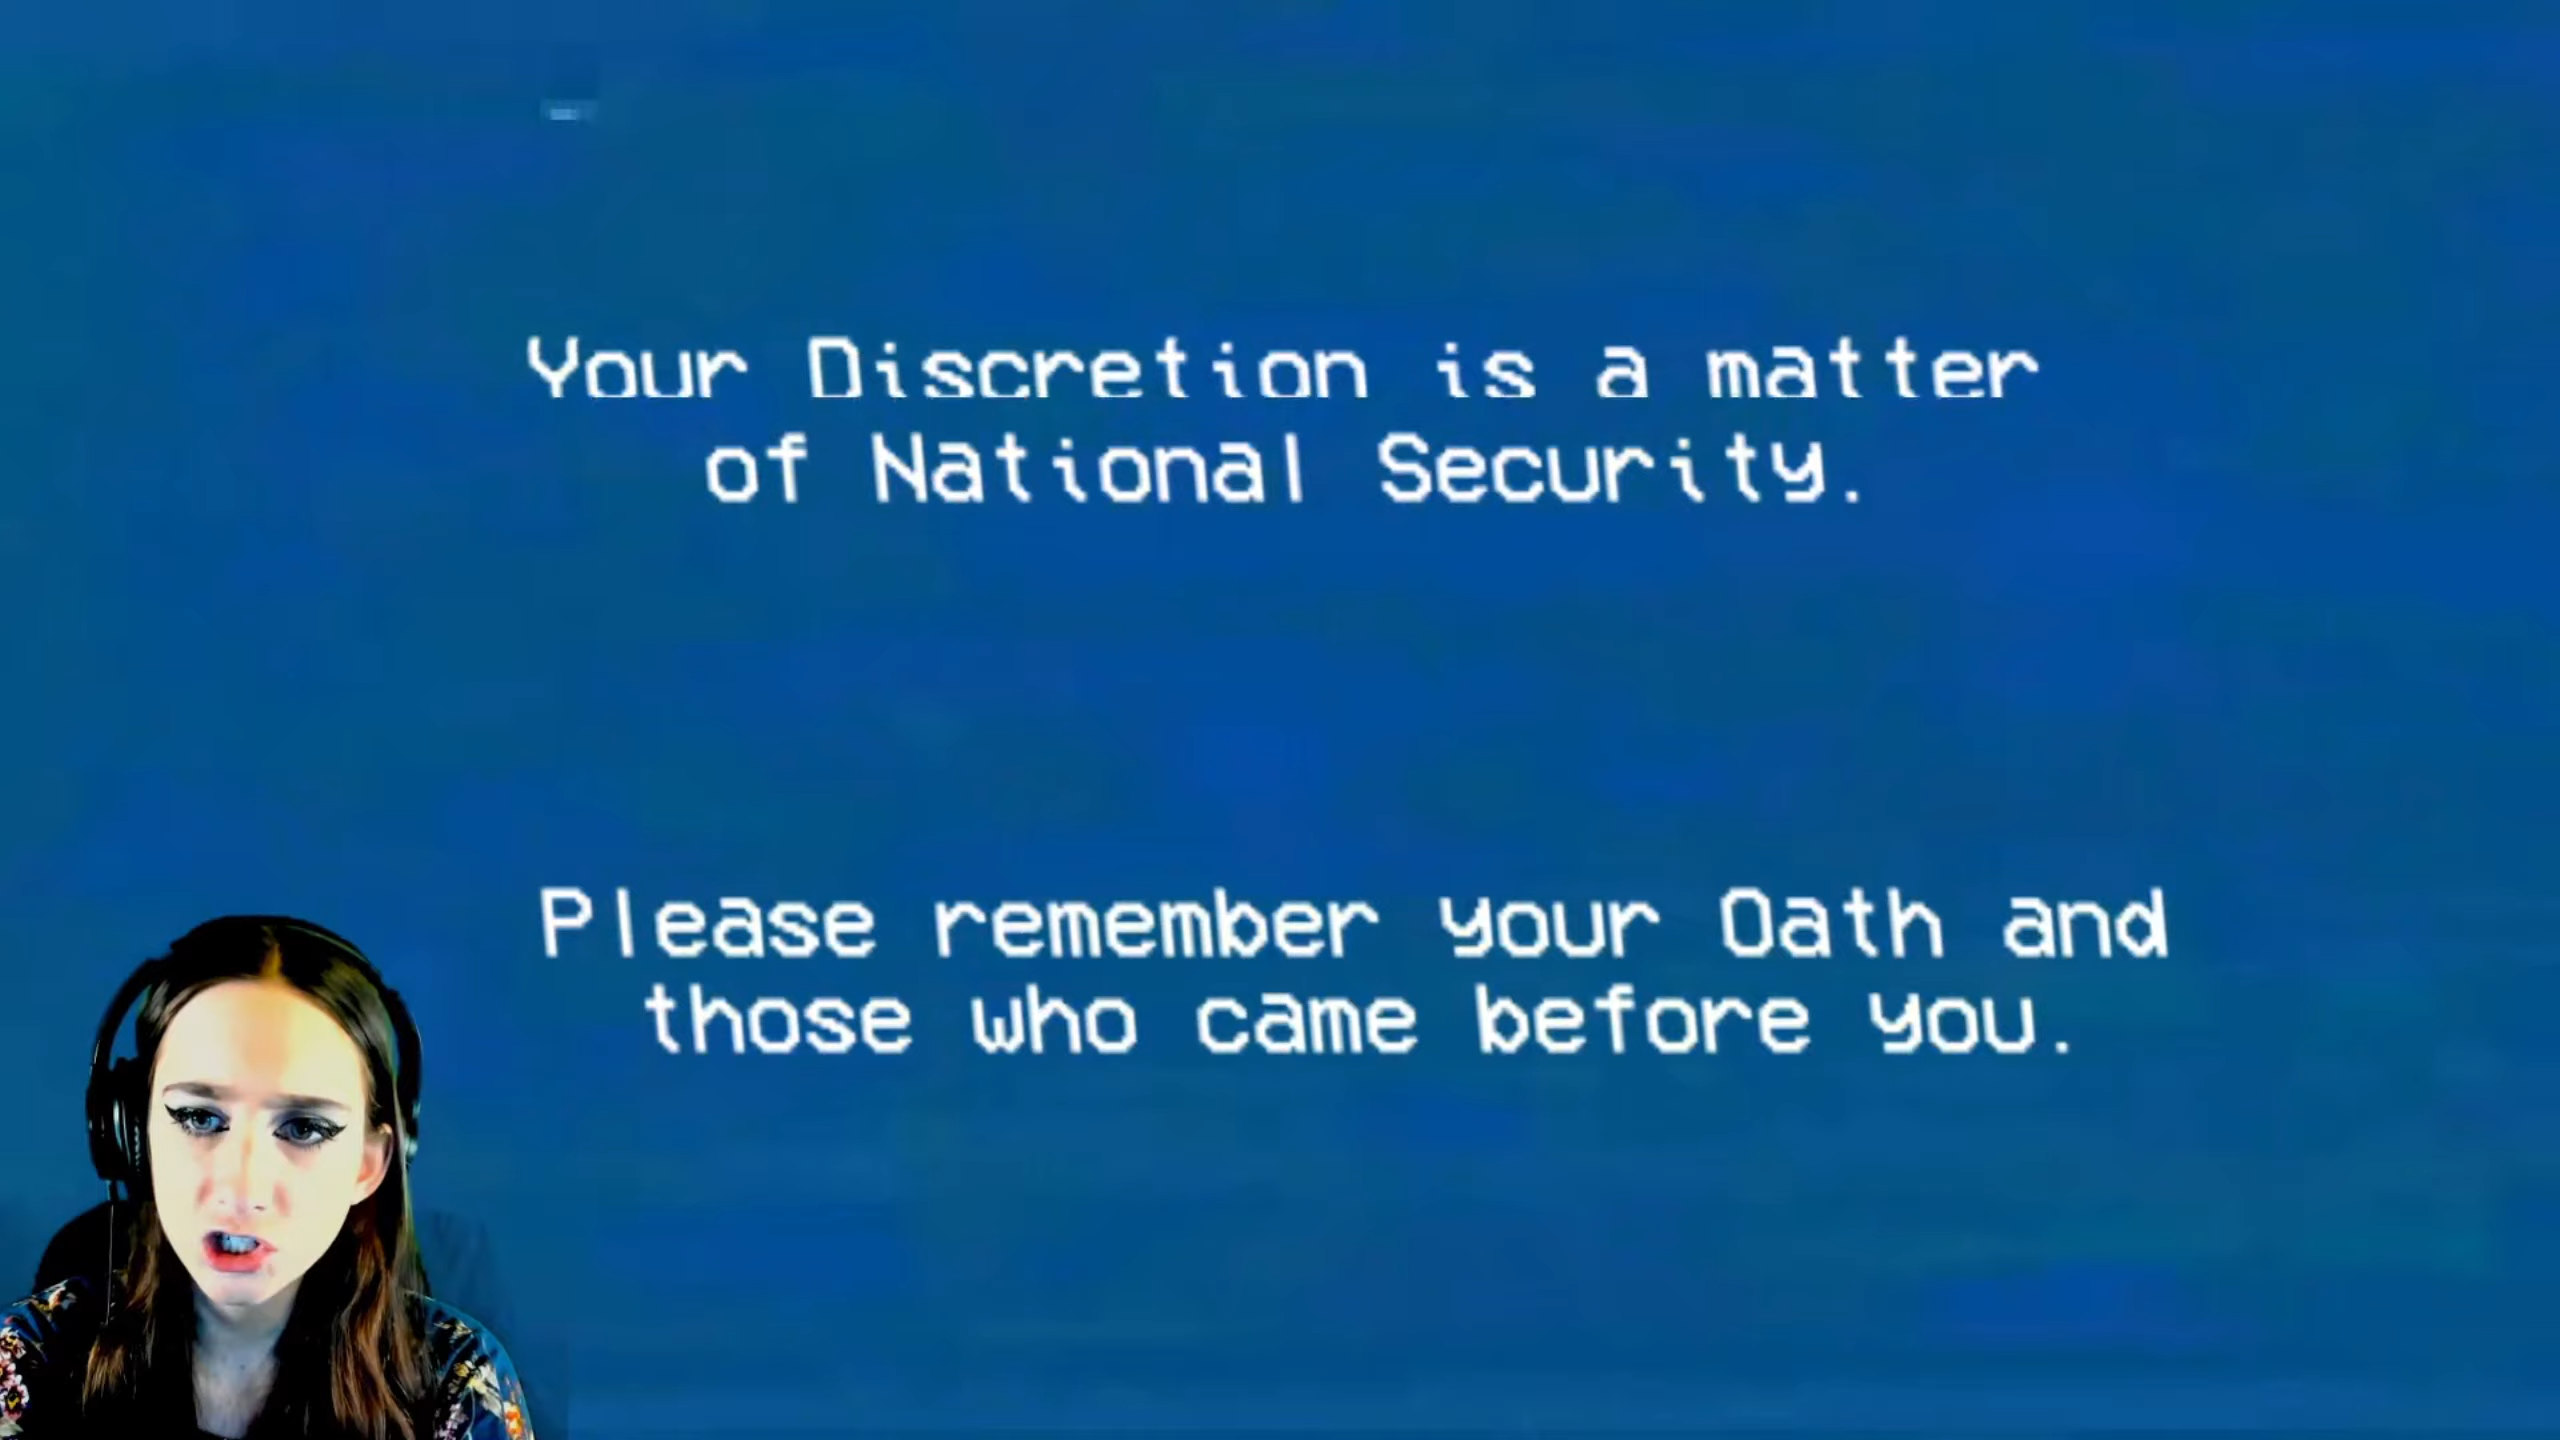 Your Discretion is a matter
of National Security.
Please remember your Oath and
those who came before you.